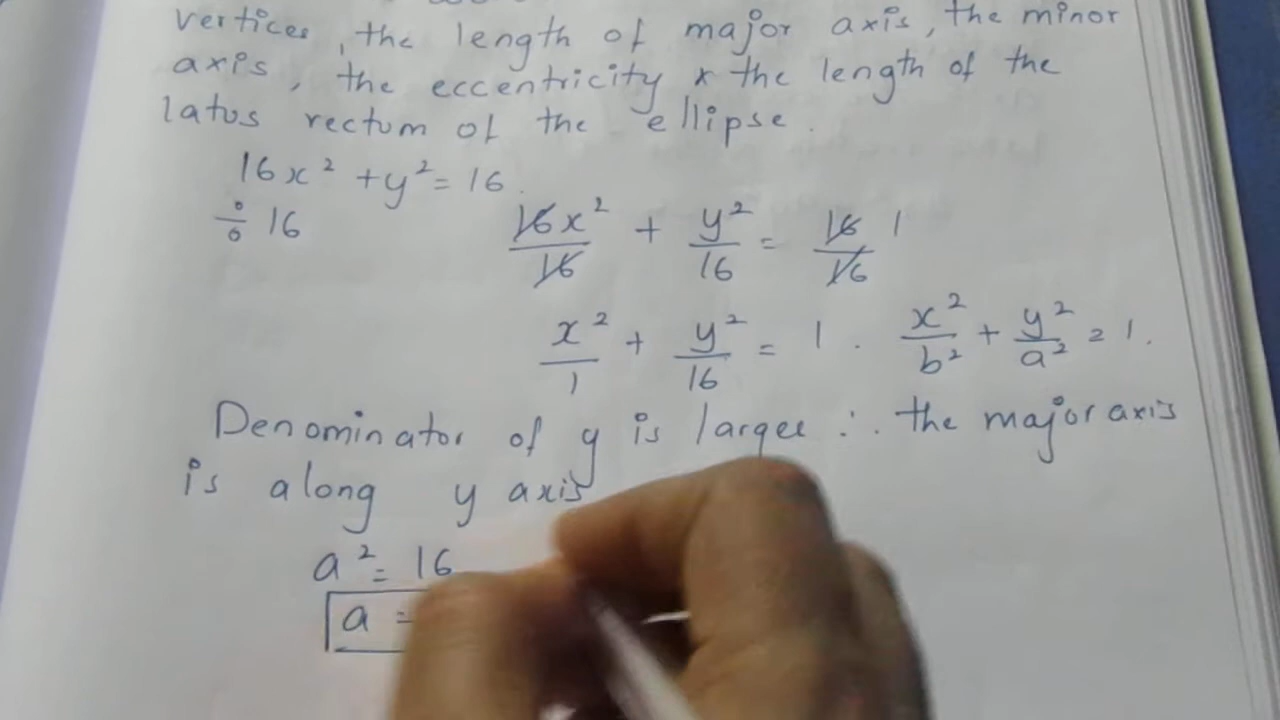 vertices, the length of major axis, the minor
axis, the eccentricity & the length of the
latus rectum of the ellipse.
16x² + y² = 16.
÷ 16
16x²/16 + y²/16 = 16/16 1
x²/1 + y²/16 = 1. x²/b² + y²/a² = 1.
Denominator of y is larger ∴ the major axis
is along y axis
a² = 16
a =